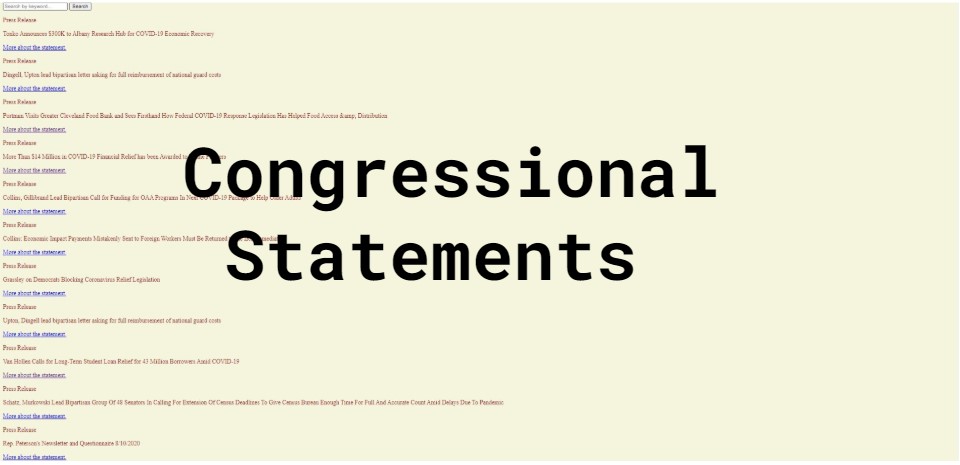 Search by keyword... Search
Press Release
Tonko Announces $300K to Albany Research Hub for COVID-19 Economic Recovery
More about the statement.
Press Release
Dingell, Upton lead bipartisan letter asking for full reimbursement of national guard costs
More about the statement.
Press Release
Portman Visits Greater Cleveland Food Bank and Sees Firsthand How Federal COVID-19 Response Legislation Has Helped Food Access &amp; Distribution
More about the statement.
Press Release
More Than $14 Million in COVID-19 Financial Relief has been Awarded to
More about the statement.
Congressional
Press Release
Collins, Gillibrand Lead Bipartisan Call for Funding for OAA Programs In Next COVID-19 Package to Help Older Adults
More about the statement.
Press Release
Collins: Economic Impact Payments Mistakenly Sent to Foreign Workers Must Be Returned
More about the statement.
Statements
Press Release
Grassley on Democrats Blocking Coronavirus Relief Legislation
More about the statement.
Press Release
Upton, Dingell lead bipartisan letter asking for full reimbursement of national guard costs
More about the statement.
Press Release
Van Hollen Calls for Long-Term Student Loan Relief for 43 Million Borrowers Amid COVID-19
More about the statement.
Press Release
Schatz, Murkowski Lead Bipartisan Group Of 48 Senators In Calling For Extension Of Census Deadlines To Give Census Bureau Enough Time For Full And Accurate Count Amid Delays Due To Pandemic
More about the statement.
Press Release
Rep. Peterson's Newsletter and Questionnaire 8/10/2020
More about the statement.